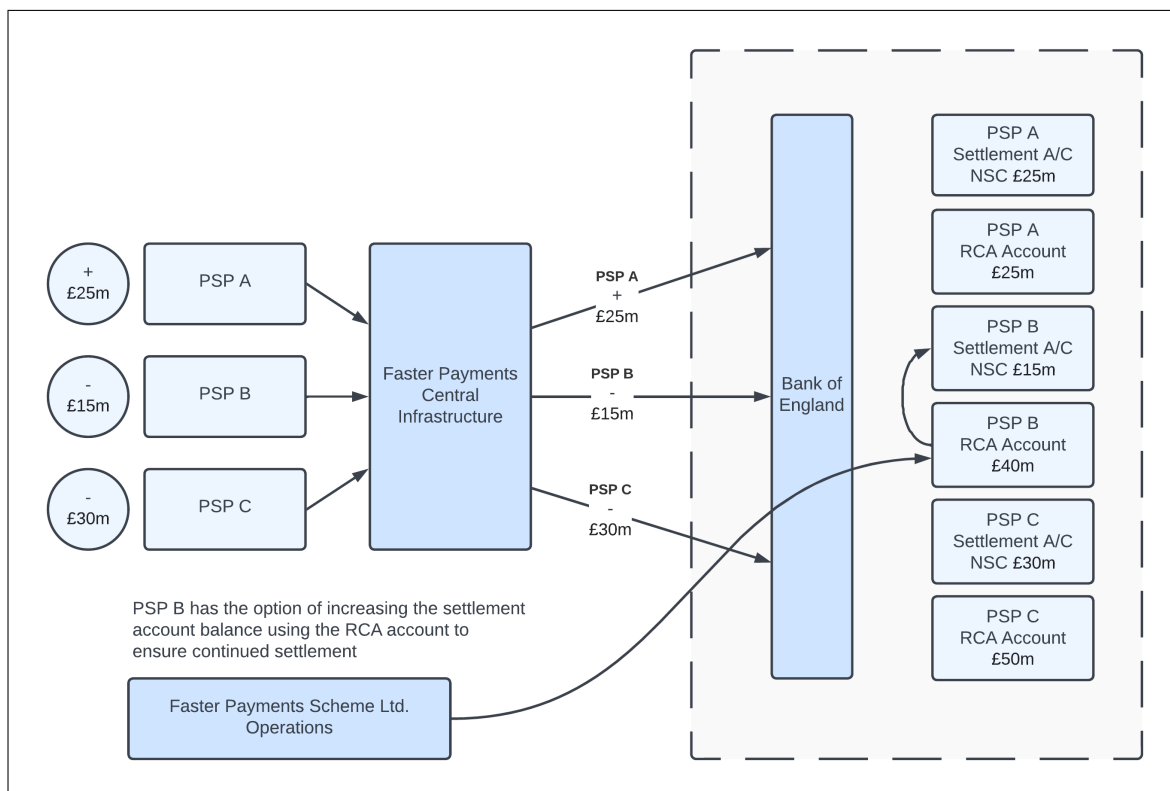 +
£25m
PSP A
-
£15m
PSP B
-
£30m
PSP C
Faster Payments
Central
Infrastructure
PSP A
+
£25m
PSP B
-
£15m
PSP C
-
£30m
Bank of
England
PSP A
Settlement A/C
NSC £25m
PSP A
RCA Account
£25m
PSP B
Settlement A/C
NSC £15m
PSP B
RCA Account
£40m
PSP C
Settlement A/C
NSC £30m
PSP C
RCA Account
£50m
PSP B has the option of increasing the settlement
account balance using the RCA account to
ensure continued settlement
Faster Payments Scheme Ltd.
Operations